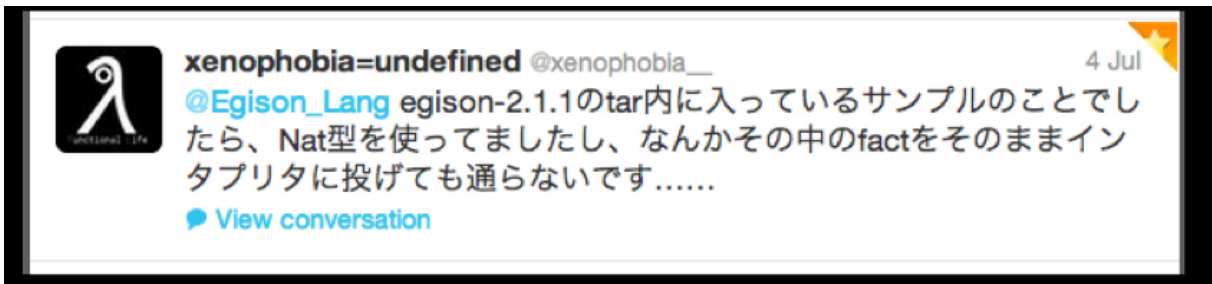 xenophobia=undefined @xenophobia__ 4 Jul
@Egison_Lang egison-2.1.1のtar内に入っているサンプルのことでし
たら、Nat型を使ってましたし、なんかその中のfactをそのままイン
タプリタに投げても通らないです……
View conversation
Functional life